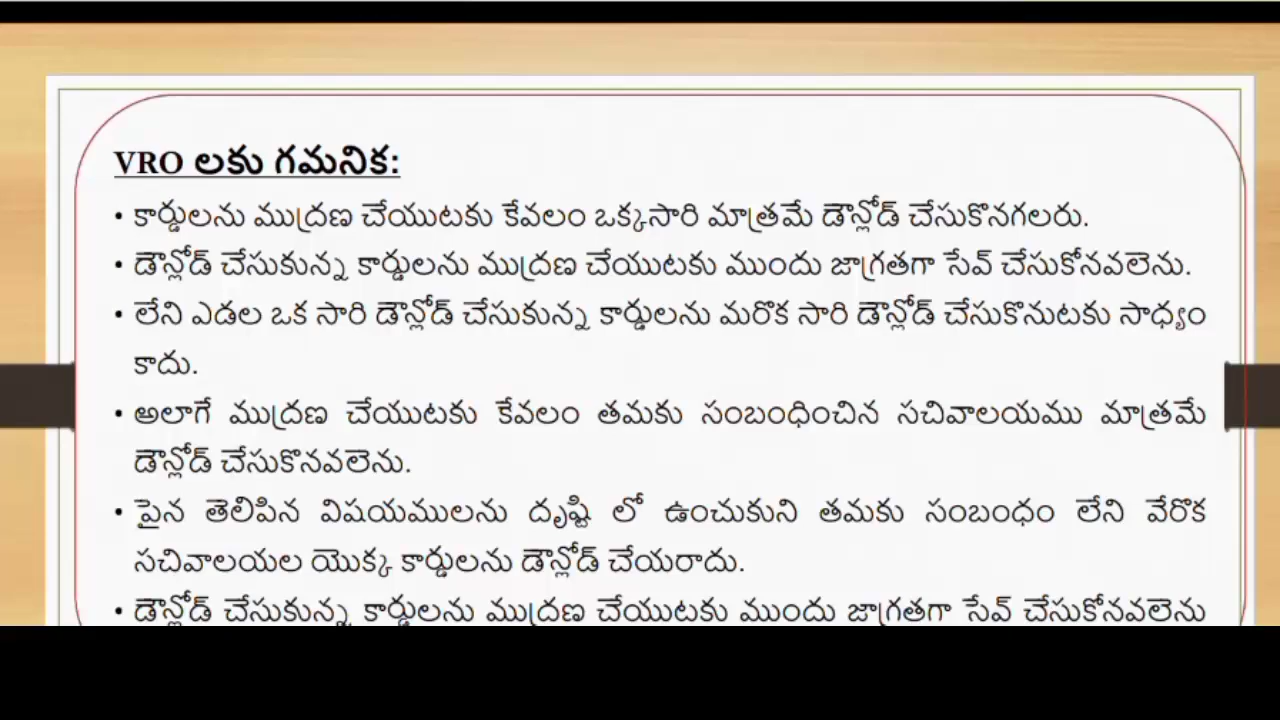 VRO లకు గమనిక:
• కార్డులను ముద్రణ చేయుటకు కేవలం ఒక్కసారి మాత్రమే డౌన్లోడ్ చేసుకొనగలరు.
• డౌన్లోడ్ చేసుకున్న కార్డులను ముద్రణ చేయుటకు ముందు జాగ్రతగా సేవ్ చేసుకోనవలెను.
• లేని ఎడల ఒక సారి డౌన్లోడ్ చేసుకున్న కార్డులను మరొక సారి డౌన్లోడ్ చేసుకొనుటకు సాధ్యం
కాదు.
• అలాగే ముద్రణ చేయుటకు కేవలం తమకు సంబంధించిన సచివాలయము మాత్రమే
డౌన్లోడ్ చేసుకొనవలెను.
• పైన తెలిపిన విషయములను దృష్టి లో ఉంచుకుని తమకు సంబంధం లేని వేరొక
సచివాలయల యొక్క కార్డులను డౌన్లోడ్ చేయరాదు.
• డౌన్లోడ్ చేసుకున్న కార్డులను ముద్రణ చేయుటకు ముందు జాగ్రతగా సేవ్ చేసుకోనవలెను